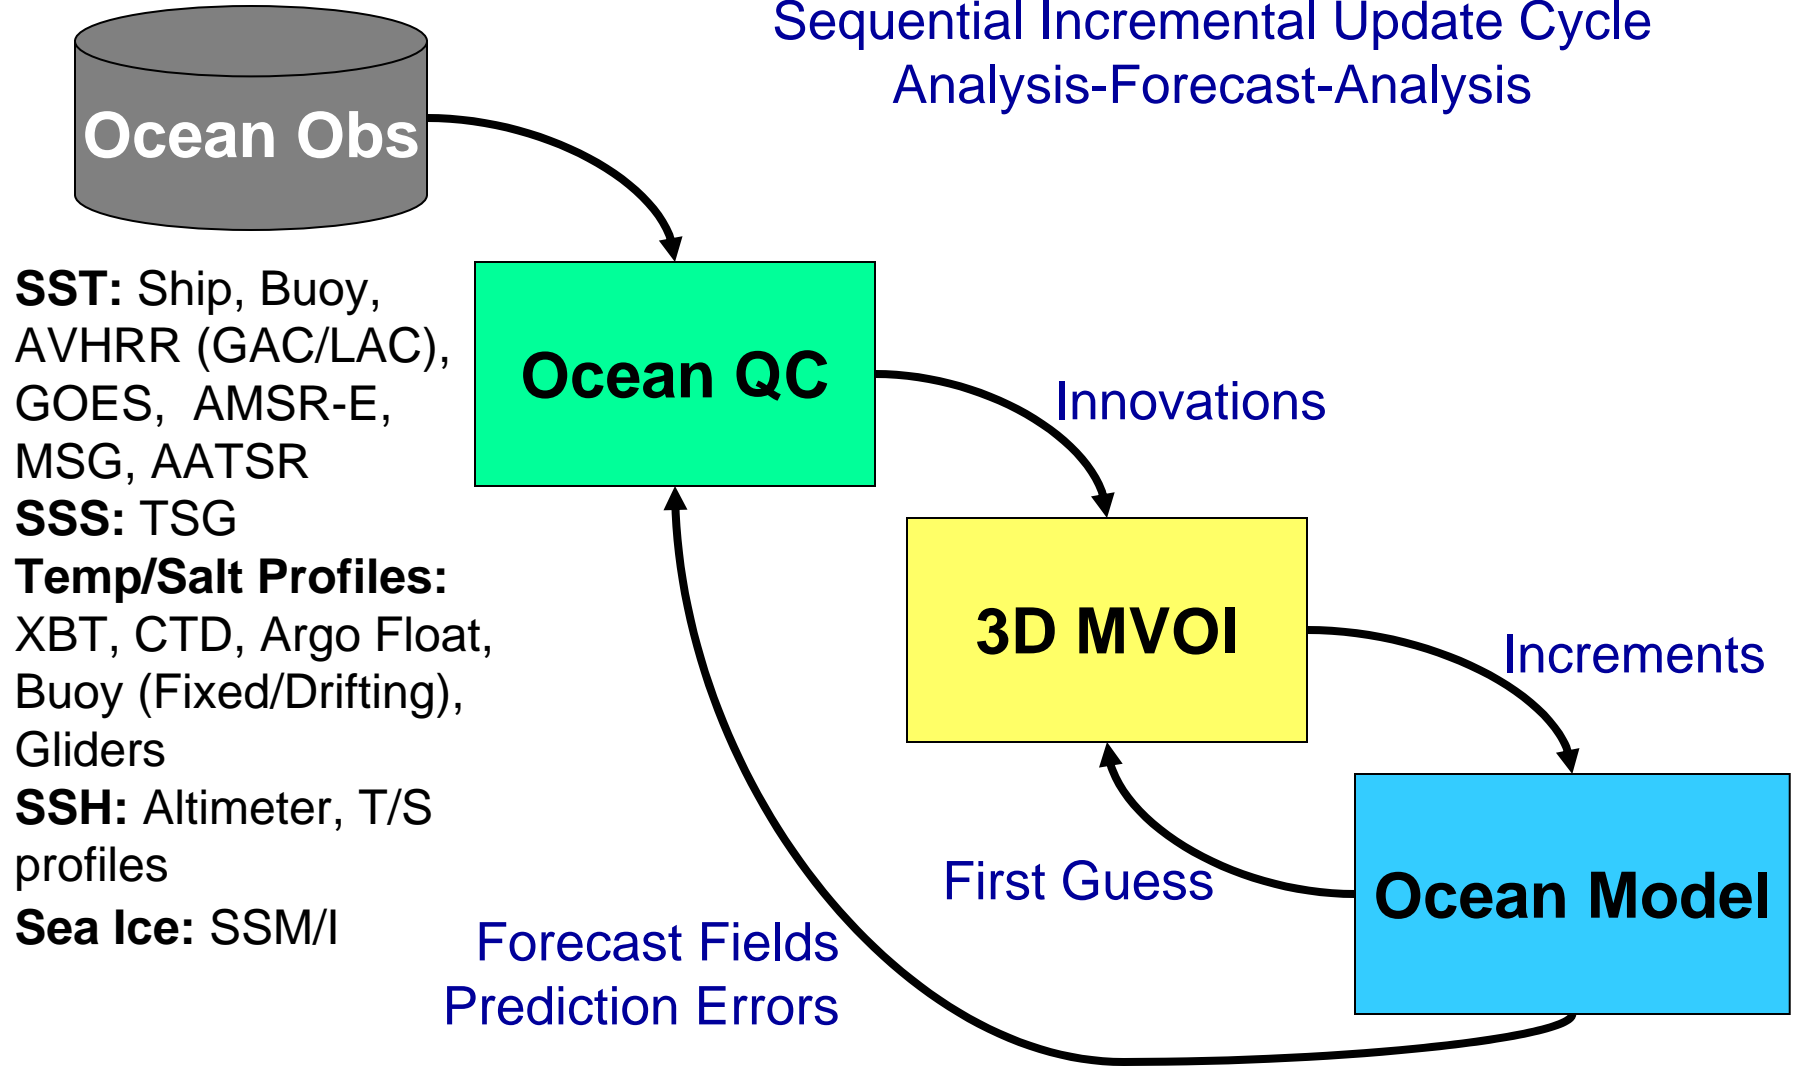 Sequential Incremental Update Cycle
Analysis-Forecast-Analysis
Ocean Obs
SST: Ship, Buoy,
AVHRR (GAC/LAC),
GOES, AMSR-E,
MSG, AATSR
SSS: TSG
Temp/Salt Profiles:
XBT, CTD, Argo Float,
Buoy (Fixed/Drifting),
Gliders
SSH: Altimeter, T/S
profiles
Sea Ice: SSM/I
Ocean QC
Innovations
3D MVOI
Increments
Ocean Model
First Guess
Forecast Fields
Prediction Errors